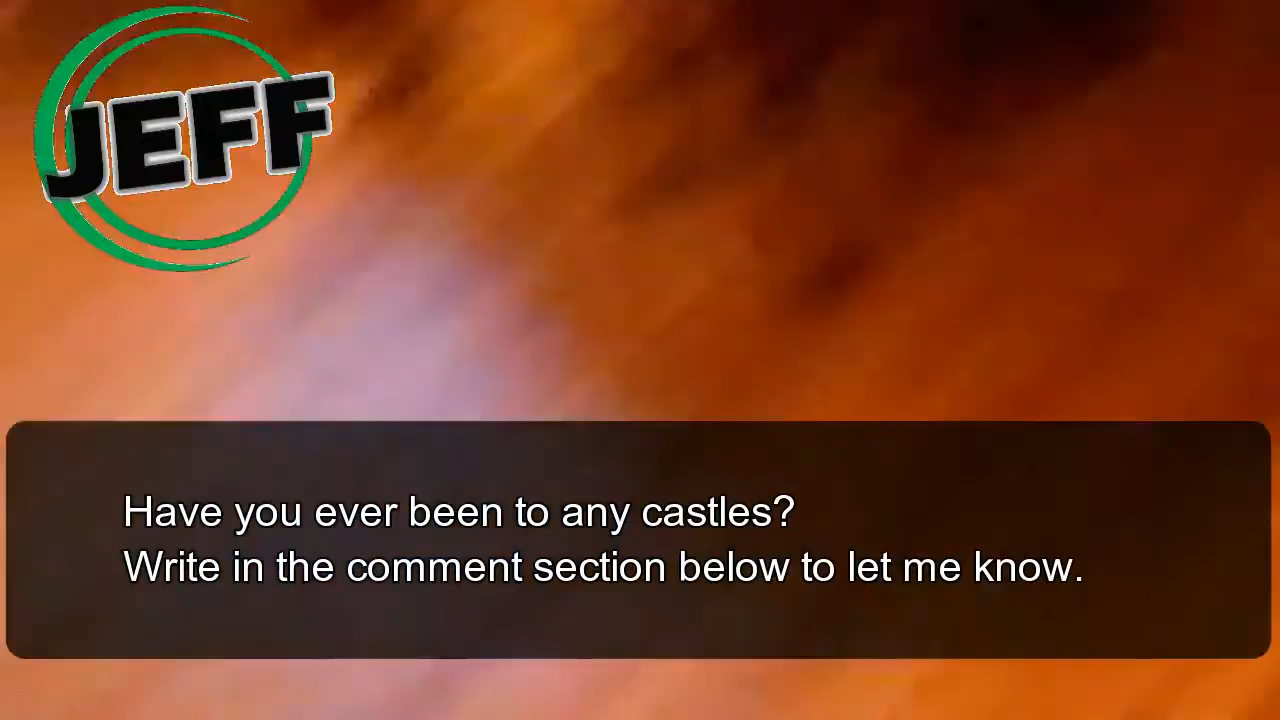 JEFF
Have you ever been to any castles?
Write in the comment section below to let me know.